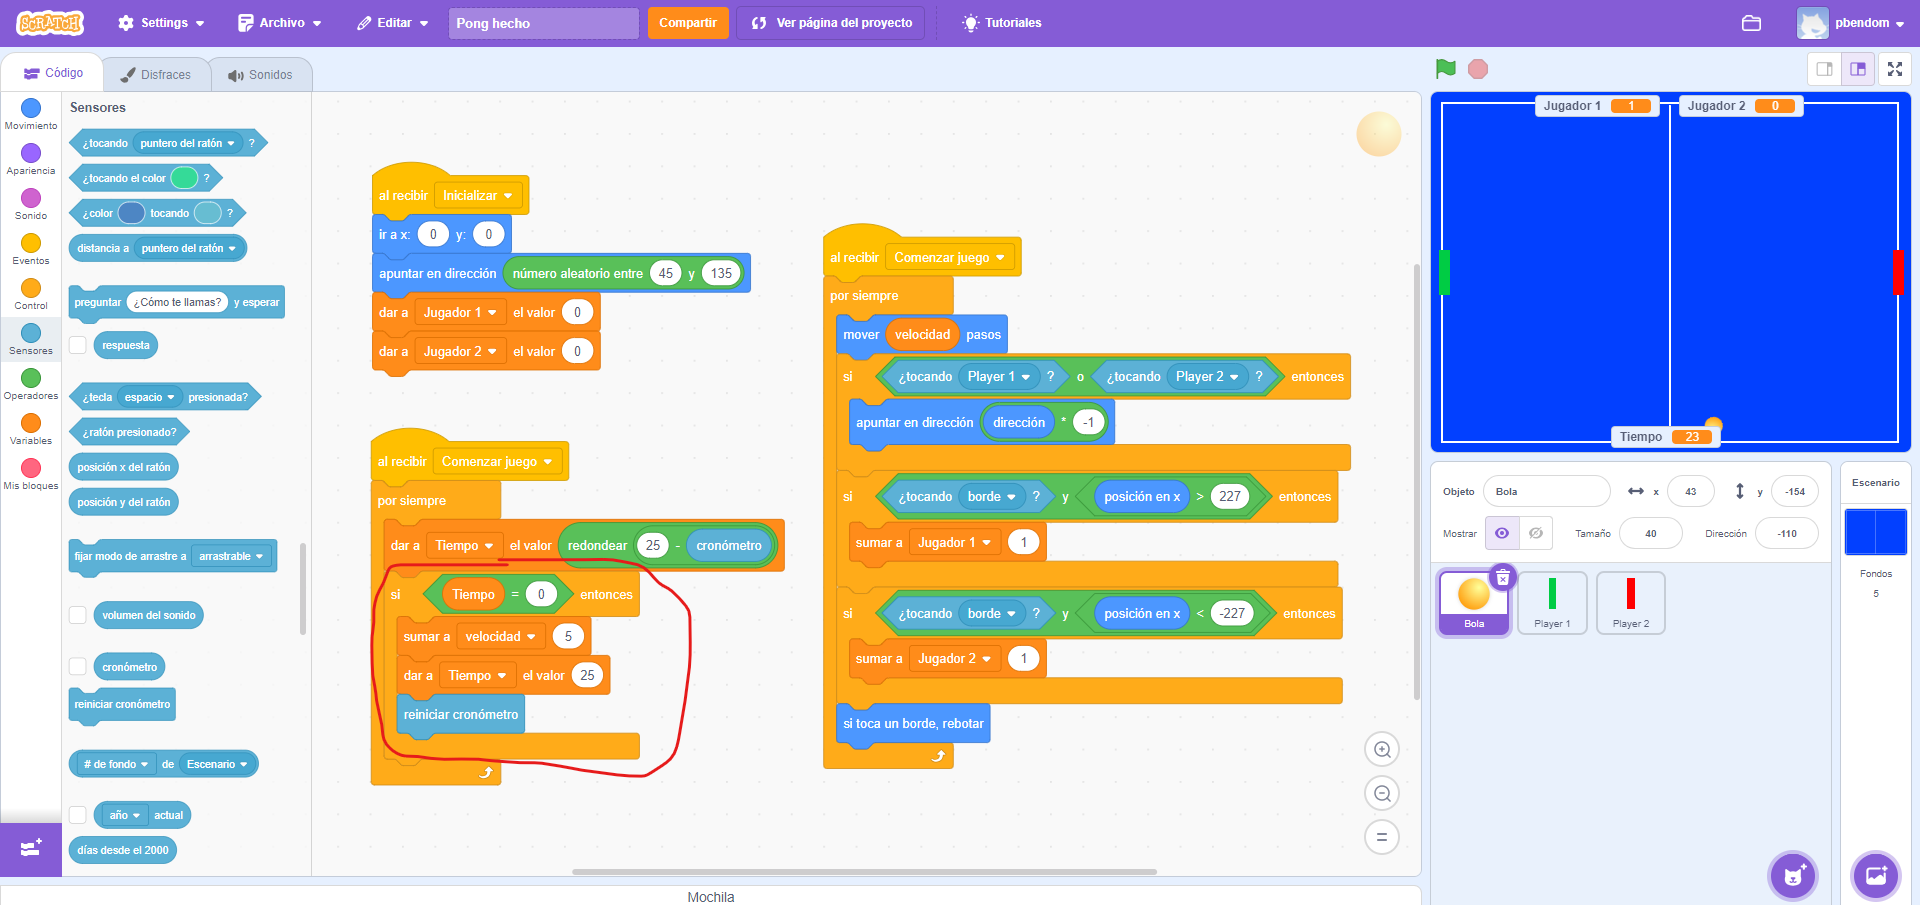 SCRATCH
Settings
Archivo
Editar
Pong hecho
Compartir
Ver página del proyecto
Tutoriales
pbendom
Código
Disfraces
Sonidos
Movimiento
Apariencia
Sonido
Eventos
Control
Sensores
Operadores
Variables
Mis bloques
Sensores
¿tocando puntero del ratón ?
¿tocando el color ?
¿color tocando ?
distancia a puntero del ratón
preguntar ¿Cómo te llamas? y esperar
respuesta
¿tecla espacio presionada?
¿ratón presionado?
posición x del ratón
posición y del ratón
fijar modo de arrastre a arrastrable
volumen del sonido
cronómetro
reiniciar cronómetro
# de fondo de Escenario
año actual
días desde el 2000
al recibir Inicializar
ir a x: 0 y: 0
apuntar en dirección número aleatorio entre 45 y 135
dar a Jugador 1 el valor 0
dar a Jugador 2 el valor 0
al recibir Comenzar juego
por siempre
dar a Tiempo el valor redondear 25 - cronómetro
si Tiempo = 0 entonces
sumar a velocidad 5
dar a Tiempo el valor 25
reiniciar cronómetro
al recibir Comenzar juego
por siempre
mover velocidad pasos
si ¿tocando Player 1 ? o ¿tocando Player 2 ? entonces
apuntar en dirección dirección * -1
si ¿tocando borde ? y posición en x > 227 entonces
sumar a Jugador 1 1
si ¿tocando borde ? y posición en x < -227 entonces
sumar a Jugador 2 1
si toca un borde, rebotar
Mochila
Jugador 1 1
Jugador 2 0
Tiempo 23
Objeto Bola x 43 y -154
Mostrar Tamaño 40 Dirección -110
Bola
Player 1
Player 2
Escenario
Fondos
5